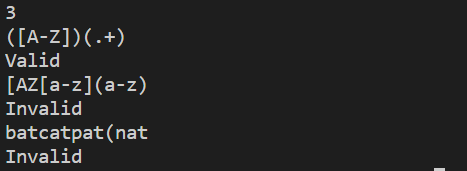 3
([A-Z])(.+)
Valid
[AZ[a-z](a-z)
Invalid
batcatpat(nat
Invalid